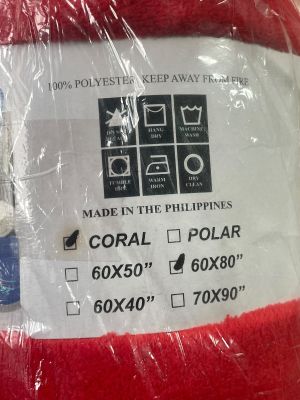 100% POLYESTER KEEP AWAY FROM FIRE
HANG DRY
MACHINE WASH
TUMBLE DRY
WARM IRON
DRY CLEAN
MADE IN THE PHILIPPINES
CORAL POLAR
60X50" 60X80"
60X40" 70X90"